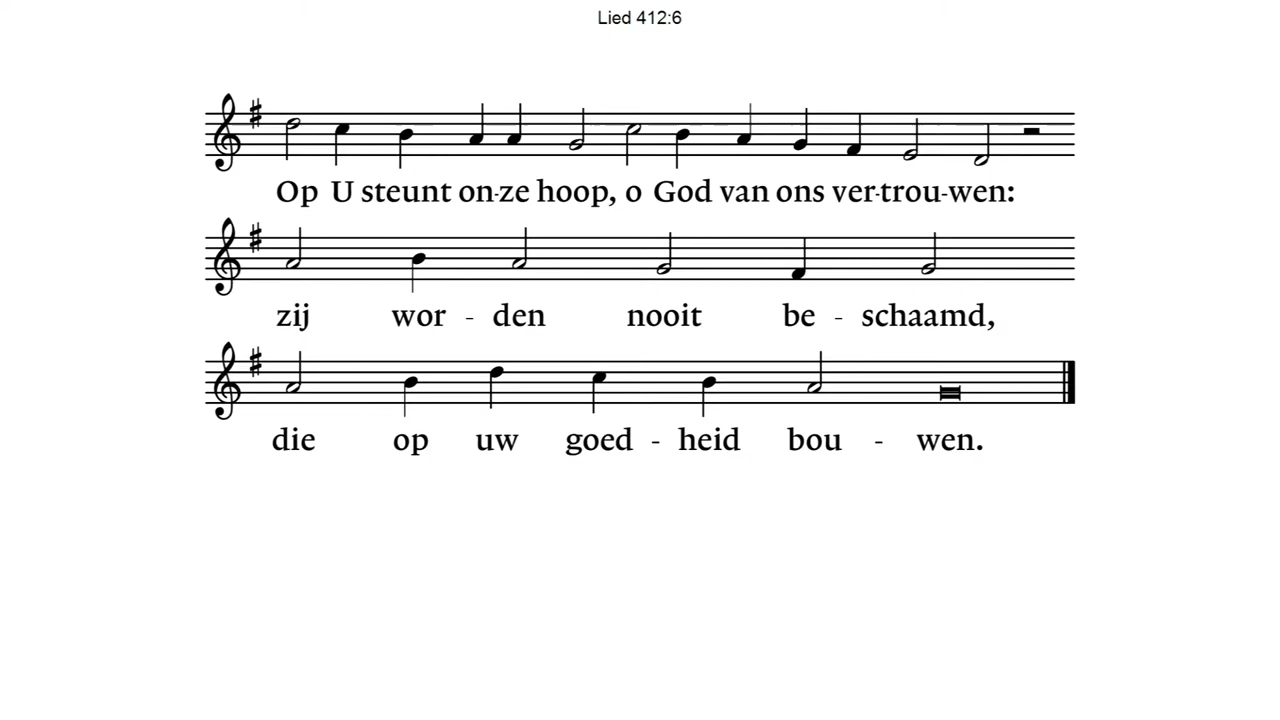 Lied 412:6
Op U steunt on-ze hoop, o God van ons ver-trou-wen:
zij wor - den nooit be - schaamd,
die op uw goed - heid bou - wen.